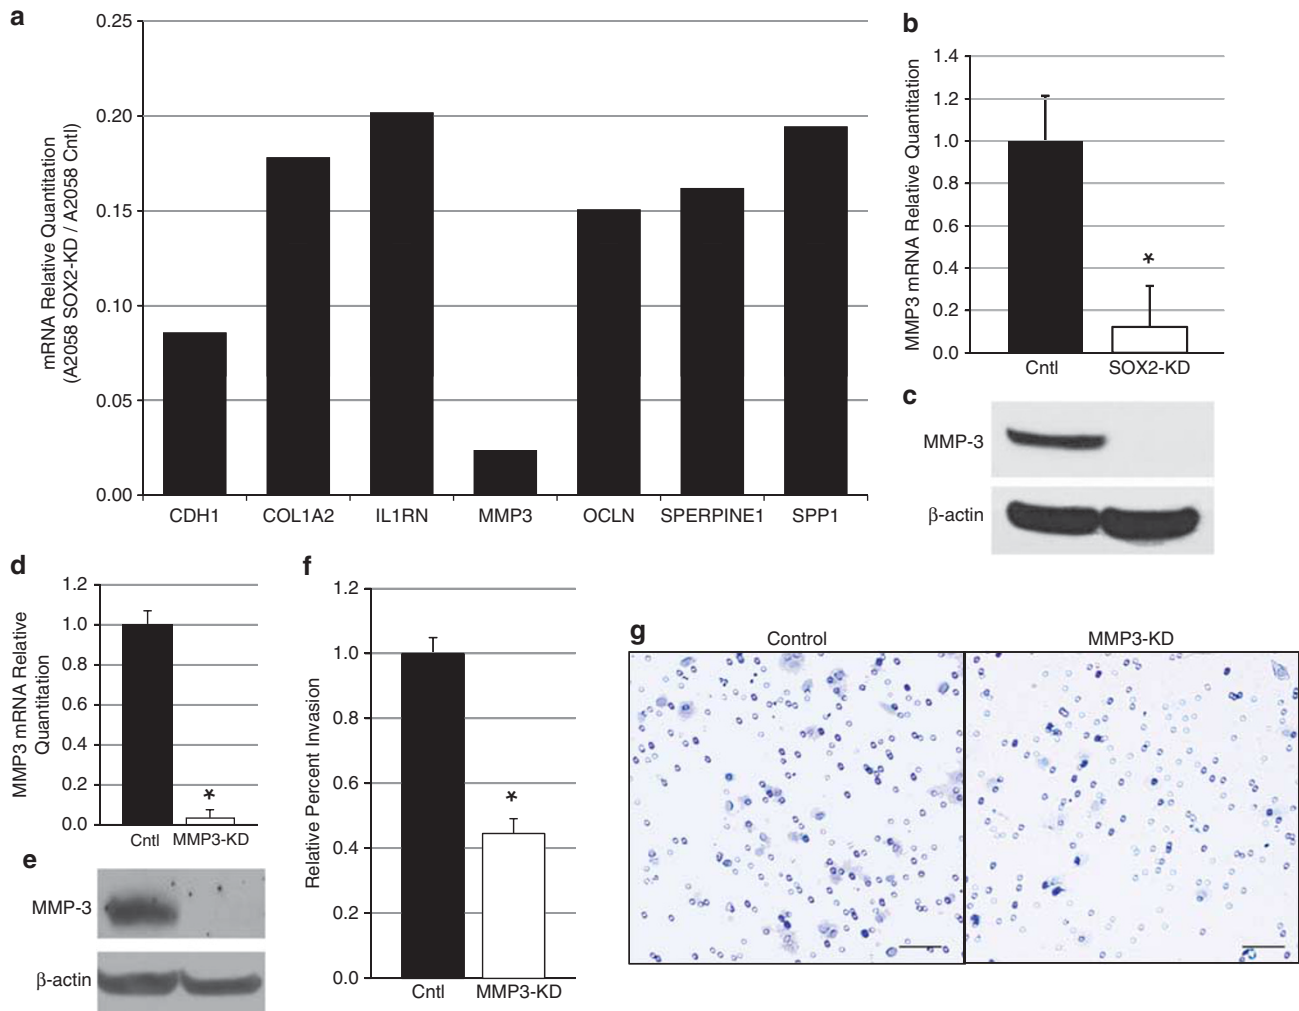 a
mRNA Relative Quantitation
(A2058 SOX2-KD / A2058 Cntl)
0.25
0.20
0.15
0.10
0.05
0.00
CDH1 COL1A2 IL1RN MMP3 OCLN SPERPINE1 SPP1
b
MMP3 mRNA Relative Quantitation
1.4
1.2
1.0
0.8
0.6
0.4
0.2
0.0
*
Cntl SOX2-KD
c
MMP-3
β-actin
d
MMP3 mRNA Relative
Quantitation
1.2
1.0
0.8
0.6
0.4
0.2
0.0
*
Cntl MMP3-KD
e
MMP-3
β-actin
f
Relative Percent Invasion
1.2
1.0
0.8
0.6
0.4
0.2
0.0
*
Cntl MMP3-KD
g
Control MMP3-KD